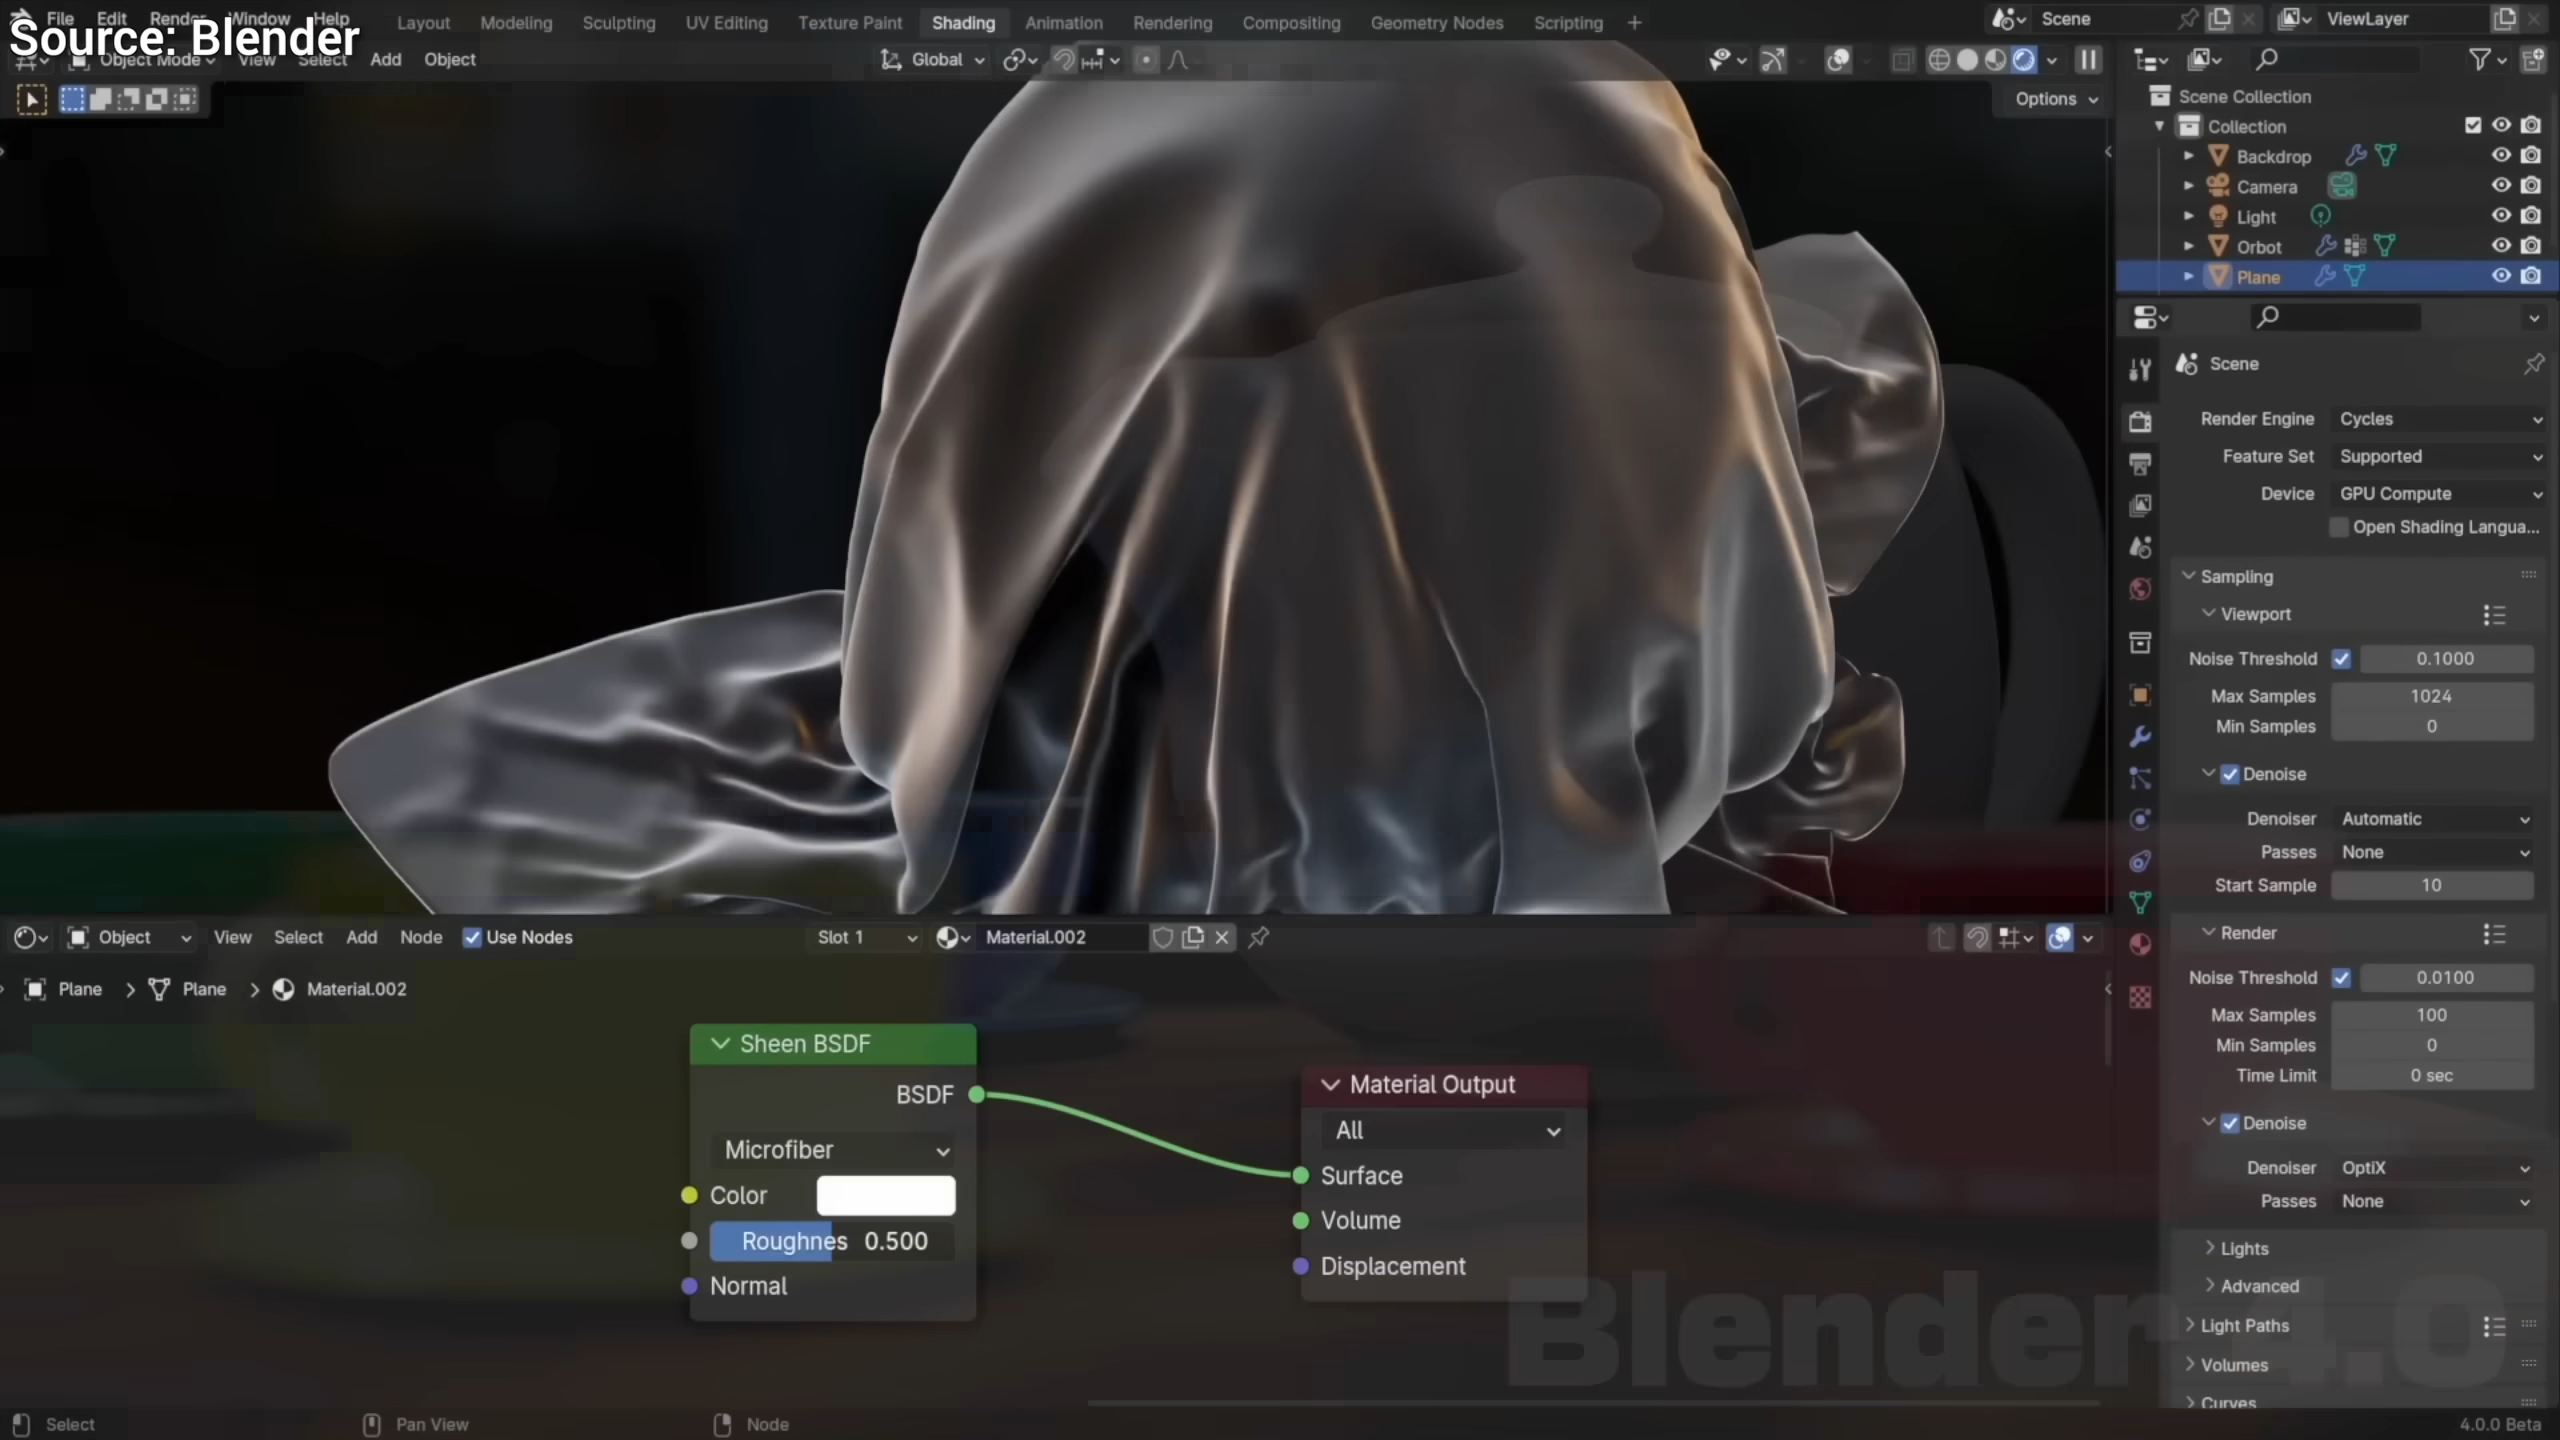 File Edit Render Window Help
Layout Modeling Sculpting UV Editing Texture Paint Shading Animation Rendering Compositing Geometry Nodes Scripting +
Scene
ViewLayer
Source: Blender
Object Mode View Select Add Object
Global
Options
Scene Collection
Collection
Backdrop
Camera
Light
Orbot
Plane
Scene
Render Engine Cycles
Feature Set Supported
Device GPU Compute
Open Shading Langua...
Sampling
Viewport
Noise Threshold 0.1000
Max Samples 1024
Min Samples 0
Denoise
Denoiser Automatic
Passes None
Start Sample 10
Render
Noise Threshold 0.0100
Max Samples 100
Min Samples 0
Time Limit 0 sec
Denoise
Denoiser OptiX
Passes None
Lights
Advanced
Light Paths
Volumes
Curves
Object View Select Add Node Use Nodes Slot 1 Material.002
Plane > Plane > Material.002
Sheen BSDF
BSDF
Microfiber
Color
Roughnes 0.500
Normal
Material Output
All
Surface
Volume
Displacement
Blender 4.0
Select Pan View Node 4.0.0 Beta